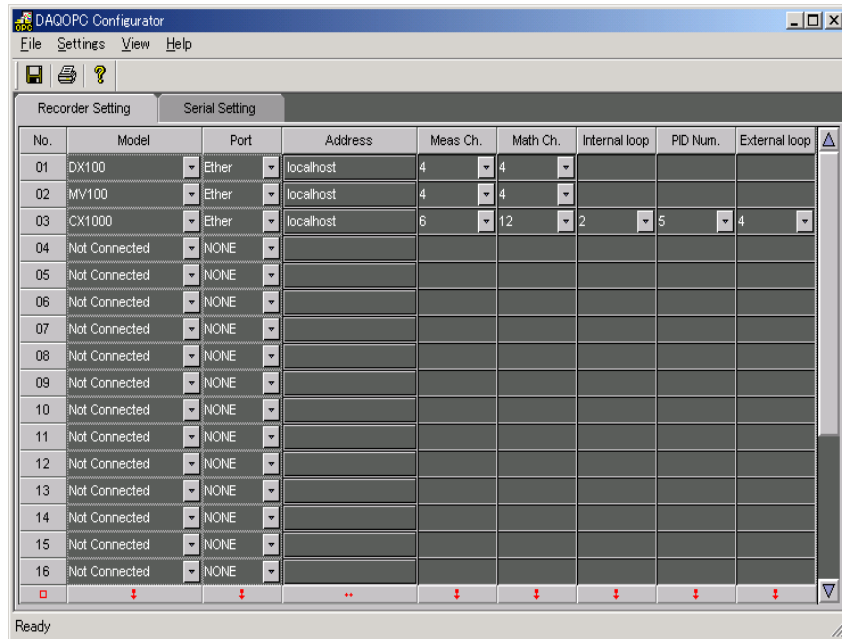 DAQOPC Configurator
File Settings View Help
Recorder Setting Serial Setting
No. Model Port Address Meas Ch. Math Ch. Internal loop PID Num. External loop
01 DX100 Ether localhost 4 4
02 MV100 Ether localhost 4 4
03 CX1000 Ether localhost 6 12 2 5 4
04 Not Connected NONE
05 Not Connected NONE
06 Not Connected NONE
07 Not Connected NONE
08 Not Connected NONE
09 Not Connected NONE
10 Not Connected NONE
11 Not Connected NONE
12 Not Connected NONE
13 Not Connected NONE
14 Not Connected NONE
15 Not Connected NONE
16 Not Connected NONE
Ready